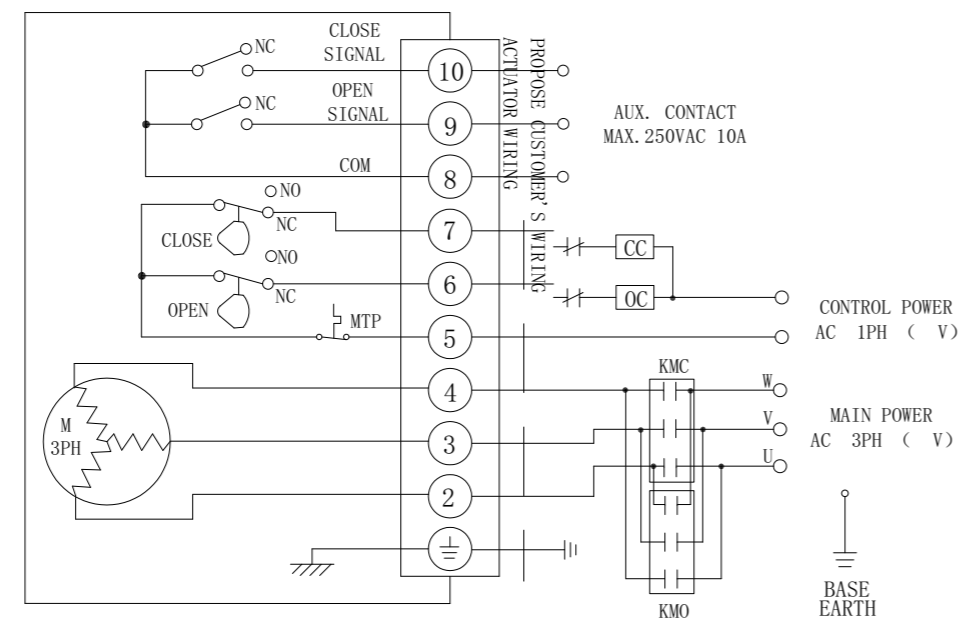 CLOSE
SIGNAL
NC
10
OPEN
SIGNAL
NC
9
COM
8
ACTUATOR WIRING
PROPOSE CUSTOMER'S WIRING
AUX. CONTACT
MAX.250VAC 10A
NO
NC
CLOSE
7
CC
NO
NC
OPEN
6
OC
MTP
5
CONTROL POWER
AC 1PH ( V)
KMC
4
W
M
3PH
3
V
MAIN POWER
AC 3PH ( V)
U
2
KMO
BASE
EARTH